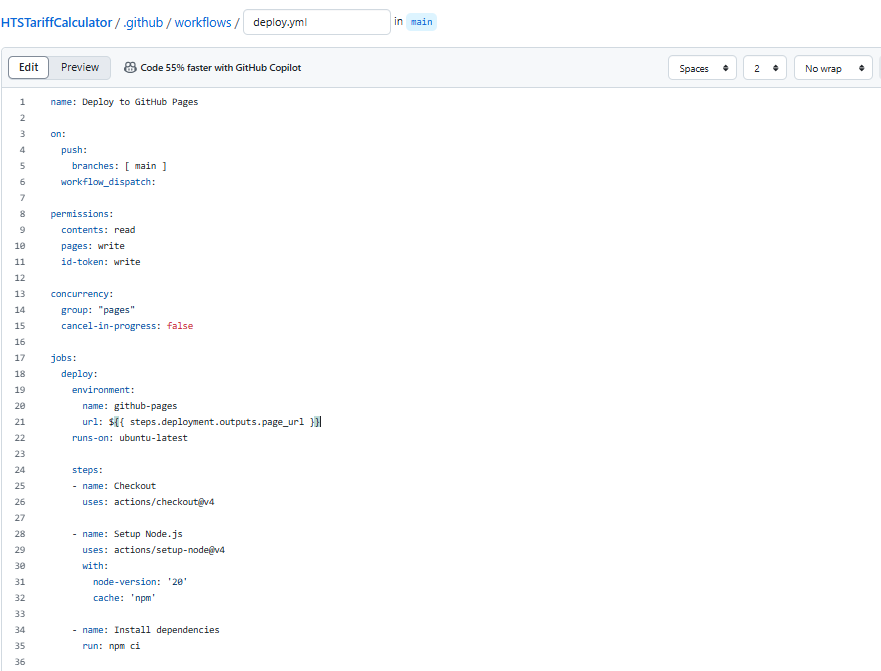 HTSTariffCalculator / .github / workflows / deploy.yml in main
Edit Preview Code 55% faster with GitHub Copilot Spaces 2 No wrap
1 name: Deploy to GitHub Pages
2
3 on:
4 push:
5 branches: [ main ]
6 workflow_dispatch:
7
8 permissions:
9 contents: read
10 pages: write
11 id-token: write
12
13 concurrency:
14 group: "pages"
15 cancel-in-progress: false
16
17 jobs:
18 deploy:
19 environment:
20 name: github-pages
21 url: ${{ steps.deployment.outputs.page_url }}
22 runs-on: ubuntu-latest
23
24 steps:
25 - name: Checkout
26 uses: actions/checkout@v4
27
28 - name: Setup Node.js
29 uses: actions/setup-node@v4
30 with:
31 node-version: '20'
32 cache: 'npm'
33
34 - name: Install dependencies
35 run: npm ci
36